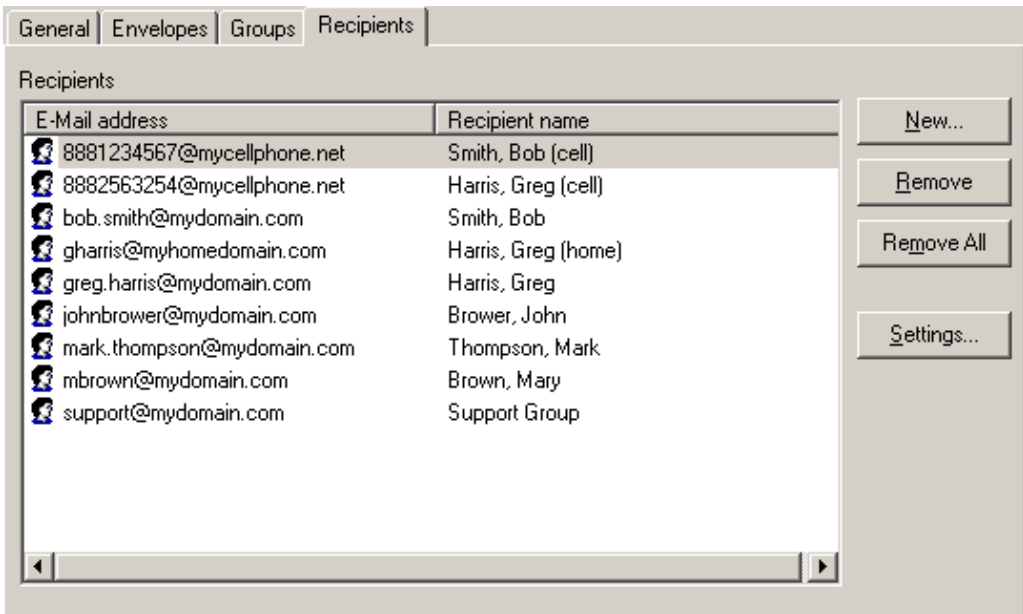 General Envelopes Groups Recipients
Recipients
E-Mail address Recipient name New...
8881234567@mycellphone.net Smith, Bob (cell)
8882563254@mycellphone.net Harris, Greg (cell) Remove
bob.smith@mydomain.com Smith, Bob
gharris@myhomedomain.com Harris, Greg (home) Remove All
greg.harris@mydomain.com Harris, Greg
johnbrower@mydomain.com Brower, John
mark.thompson@mydomain.com Thompson, Mark Settings...
mbrown@mydomain.com Brown, Mary
support@mydomain.com Support Group